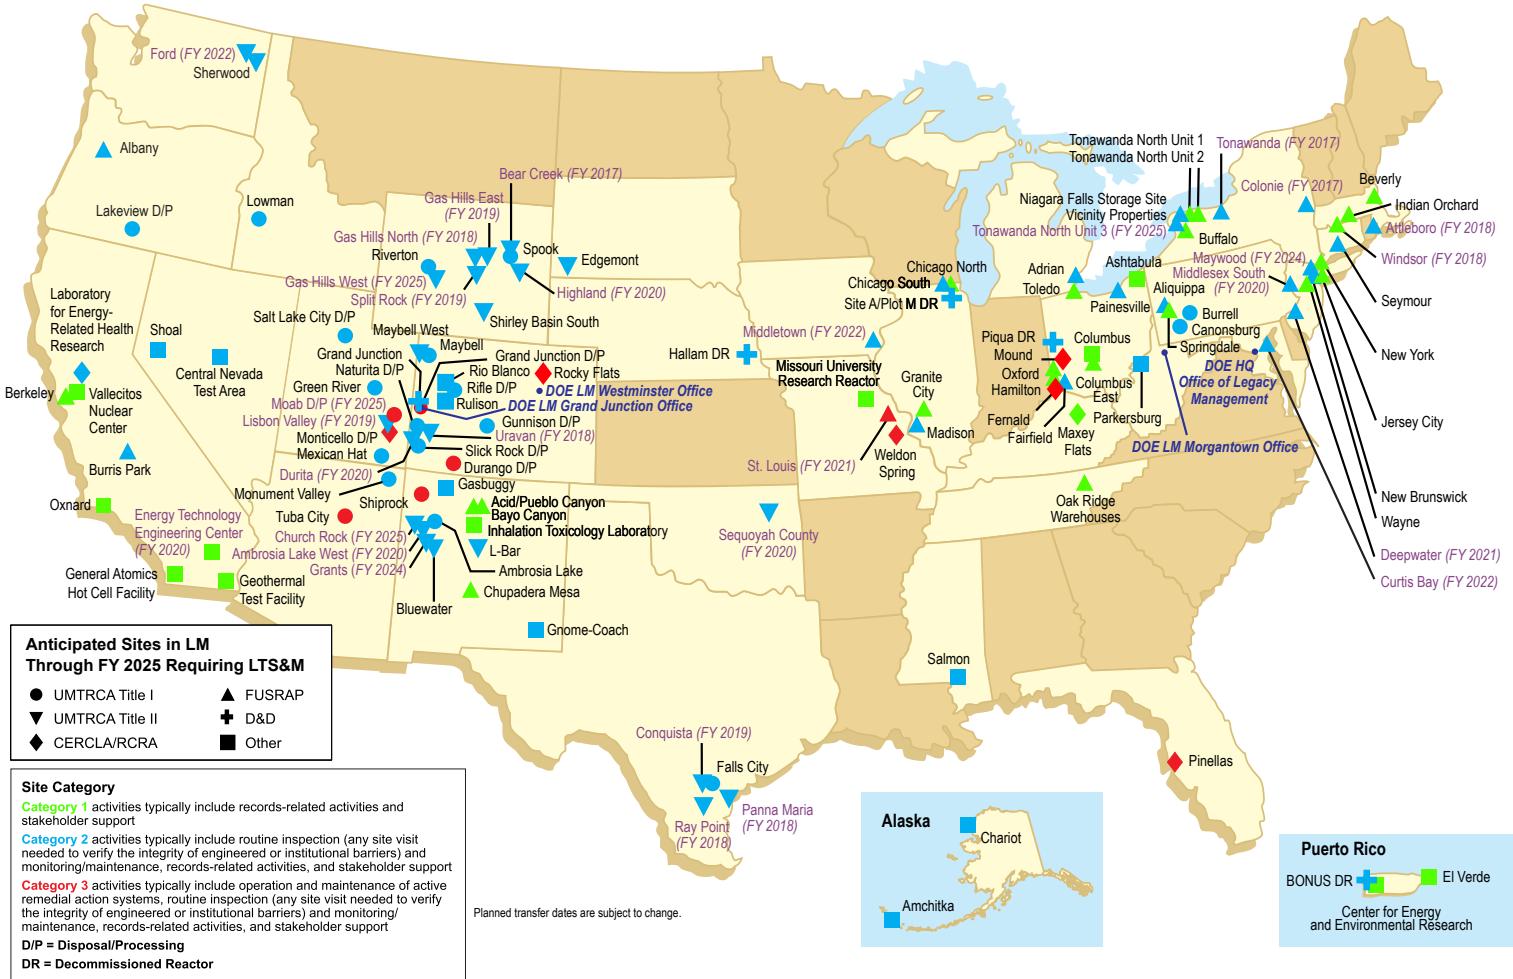 Ford (FY 2022)
Sherwood
Albany
Lakeview D/P
Lowman
Bear Creek (FY 2017)
Gas Hills East
(FY 2019)
Gas Hills North (FY 2018)
Riverton
Spook
Edgemont
Gas Hills West (FY 2025)
Split Rock (FY 2019)
Highland (FY 2020)
Shirley Basin South
Laboratory
for Energy-
Related Health
Research
Shoal
Central Nevada
Test Area
Berkeley
Vallecitos
Nuclear
Center
Burris Park
Oxnard
Energy Technology
Engineering Center
(FY 2020)
General Atomics
Hot Cell Facility
Geothermal
Test Facility
Salt Lake City D/P
Maybell West
Maybell
Grand Junction
Naturita D/P
Green River
Moab D/P (FY 2025)
Lisbon Valley (FY 2019)
Monticello D/P
Mexican Hat
Durita (FY 2020)
Monument Valley
Tuba City
Shiprock
Church Rock (FY 2025)
Ambrosia Lake West (FY 2020)
Grants (FY 2024)
Bluewater
Grand Junction D/P
Rio Blanco
Rocky Flats
Rifle D/P
Rulison
DOE LM Westminster Office
DOE LM Grand Junction Office
Gunnison D/P
Uravan (FY 2018)
Slick Rock D/P
Durango D/P
Gasbuggy
Acid/Pueblo Canyon
Bayo Canyon
Inhalation Toxicology Laboratory
L-Bar
Ambrosia Lake
Chupadera Mesa
Gnome-Coach
Hallam DR
Sequoyah County
(FY 2020)
Conquista (FY 2019)
Falls City
Ray Point
(FY 2018)
Panna Maria
(FY 2018)
Middletown (FY 2022)
Missouri University
Research Reactor
Granite
City
Madison
Weldon
Spring
St. Louis (FY 2021)
Chicago North
Chicago South
Site A/Plot M DR
Salmon
Pinellas
Oak Ridge
Warehouses
Adrian
Toledo
Ashtabula
Painesville
Piqua DR
Mound
Oxford
Hamilton
Fernald
Fairfield
Columbus
Columbus
East
Maxey
Flats
Parkersburg
Aliquippa
Burrell
Canonsburg
Springdale
DOE LM Morgantown Office
DOE HQ
Office of Legacy
Management
Tonawanda North Unit 1
Tonawanda North Unit 2
Tonawanda (FY 2017)
Niagara Falls Storage Site
Vicinity Properties
Tonawanda North Unit 3 (FY 2025)
Buffalo
Colonie (FY 2017)
Beverly
Indian Orchard
Attleboro (FY 2018)
Windsor (FY 2018)
Maywood (FY 2024)
Middlesex South
(FY 2020)
Seymour
New York
Jersey City
New Brunswick
Wayne
Deepwater (FY 2021)
Curtis Bay (FY 2022)
Anticipated Sites in LM
Through FY 2025 Requiring LTS&M
UMTRCA Title I
FUSRAP
UMTRCA Title II
D&D
CERCLA/RCRA
Other
Site Category
Category 1 activities typically include records-related activities and
stakeholder support
Category 2 activities typically include routine inspection (any site visit
needed to verify the integrity of engineered or institutional barriers) and
monitoring/maintenance, records-related activities, and stakeholder support
Category 3 activities typically include operation and maintenance of active
remedial action systems, routine inspection (any site visit needed to verify
the integrity of engineered or institutional barriers) and monitoring/
maintenance, records-related activities, and stakeholder support
D/P = Disposal/Processing
DR = Decommissioned Reactor
Planned transfer dates are subject to change.
Alaska
Chariot
Amchitka
Puerto Rico
BONUS DR
El Verde
Center for Energy
and Environmental Research